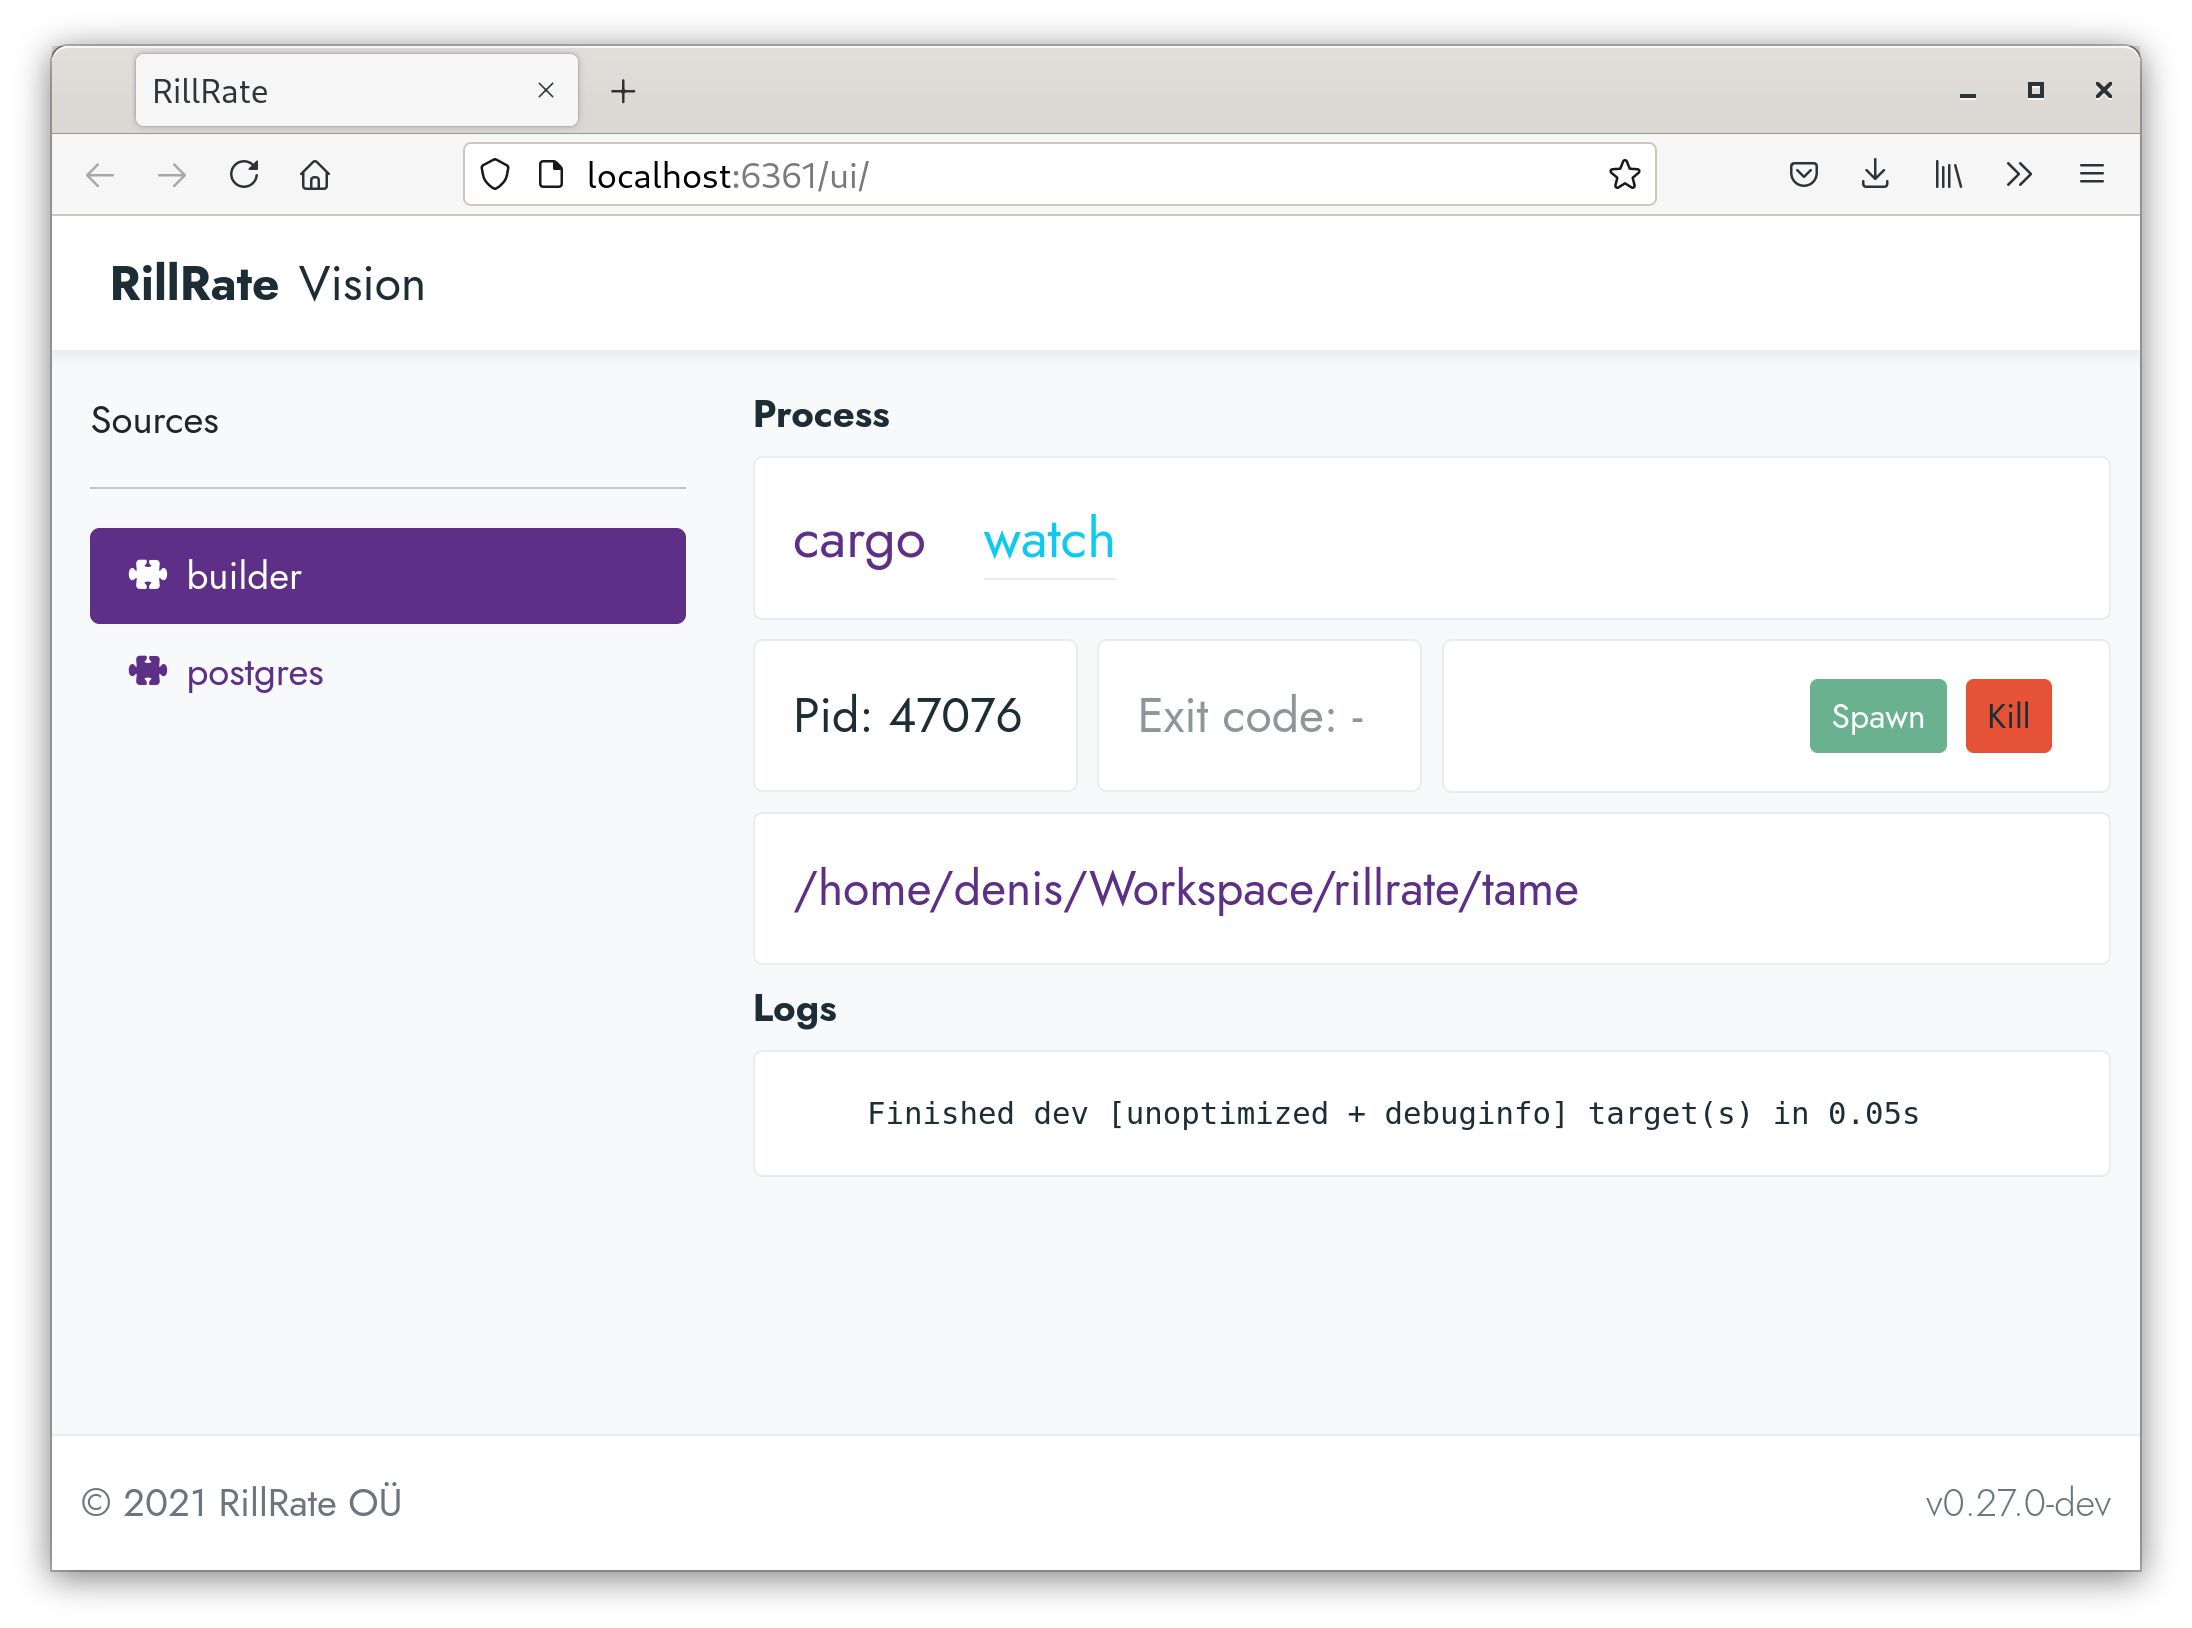 RillRate
localhost:6361/ui/
RillRate Vision
Sources
builder
postgres
Process
cargo watch
Pid: 47076
Exit code: -
Spawn
Kill
/home/denis/Workspace/rillrate/tame
Logs
Finished dev [unoptimized + debuginfo] target(s) in 0.05s
© 2021 RillRate OÜ
v0.27.0-dev